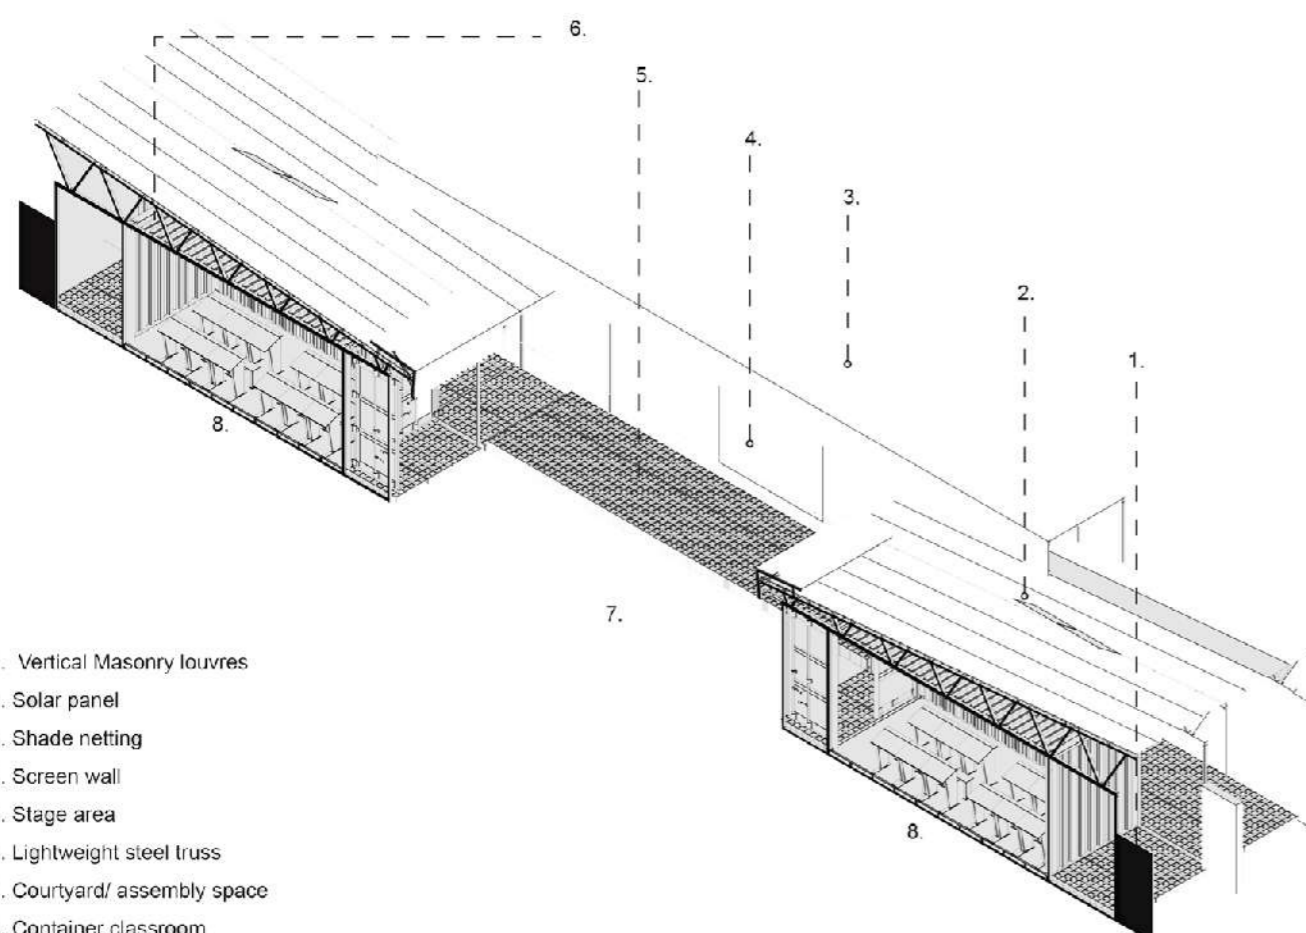 6.
5.
4.
3.
2.
1.
8.
7.
8.
. Vertical Masonry louvres
. Solar panel
. Shade netting
. Screen wall
. Stage area
. Lightweight steel truss
. Courtyard/ assembly space
. Container classroom